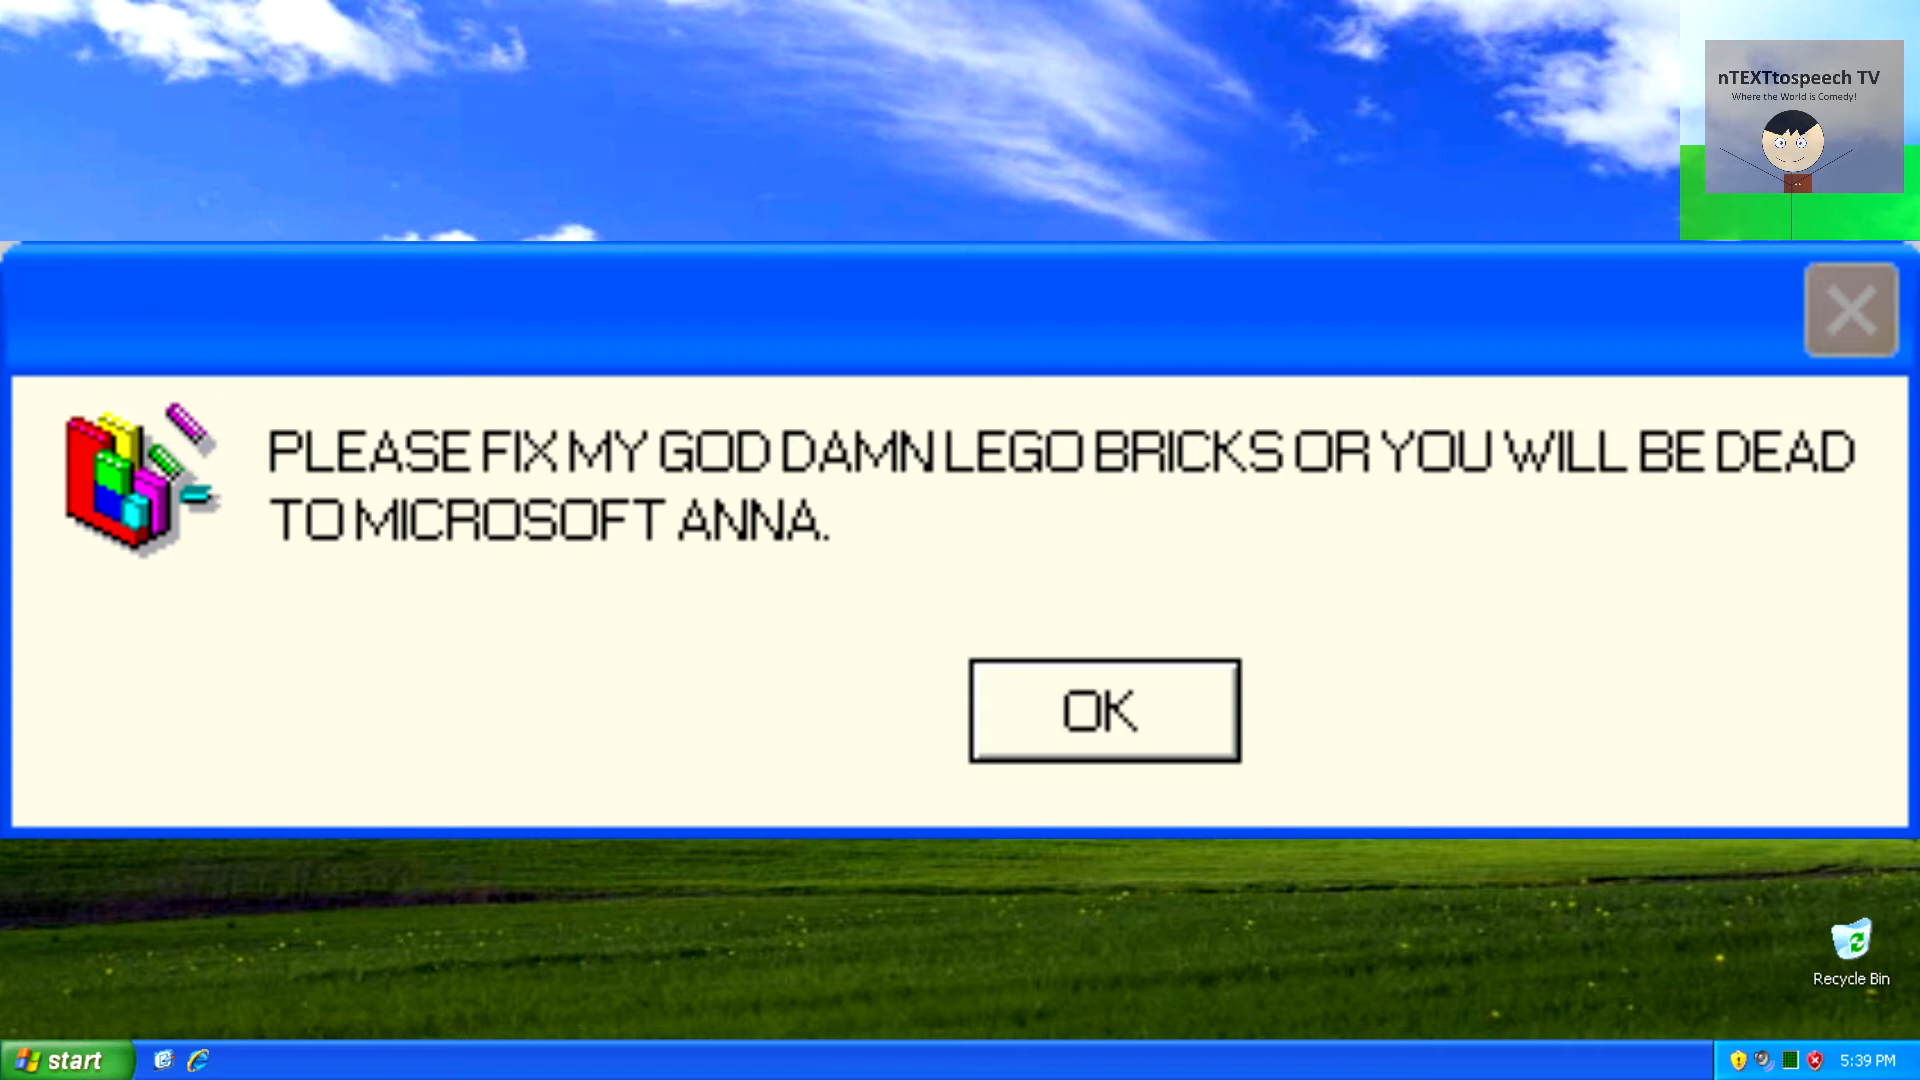 nTEXTtospeech TV
Where the World is Comedy!
PLEASE FIX MY GOD DAMN LEGO BRICKS OR YOU WILL BE DEAD
TO MICROSOFT ANNA.
OK
Recycle Bin
start
5:39 PM